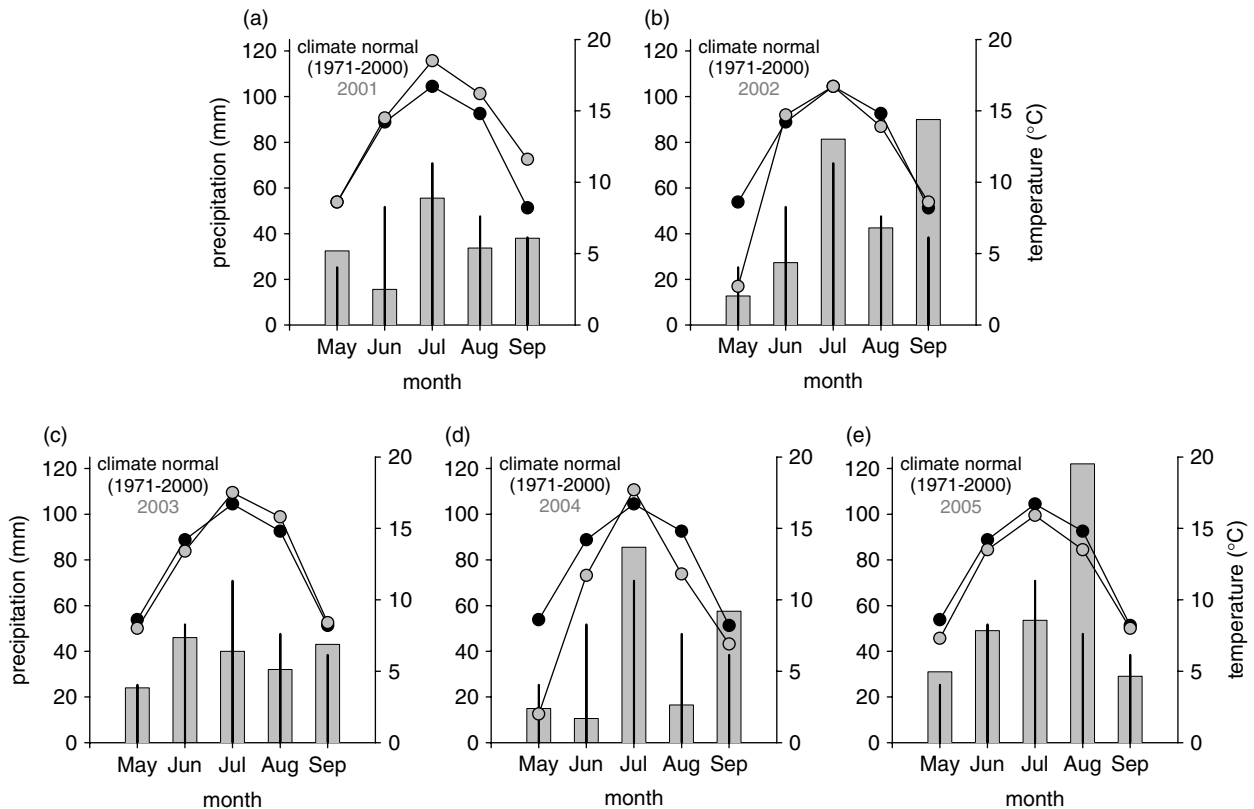 (a)
climate normal
(1971-2000)
2001
precipitation (mm)
120
100
80
60
40
20
0
20
15
10
5
0
May Jun Jul Aug Sep
month
(b)
climate normal
(1971-2000)
2002
120
100
80
60
40
20
0
20
15
10
5
0
temperature (°C)
May Jun Jul Aug Sep
month
(c)
climate normal
(1971-2000)
2003
precipitation (mm)
120
100
80
60
40
20
0
20
15
10
5
0
May Jun Jul Aug Sep
month
(d)
climate normal
(1971-2000)
2004
120
100
80
60
40
20
0
20
15
10
5
0
May Jun Jul Aug Sep
month
(e)
climate normal
(1971-2000)
2005
120
100
80
60
40
20
0
20
15
10
5
0
temperature (°C)
May Jun Jul Aug Sep
month